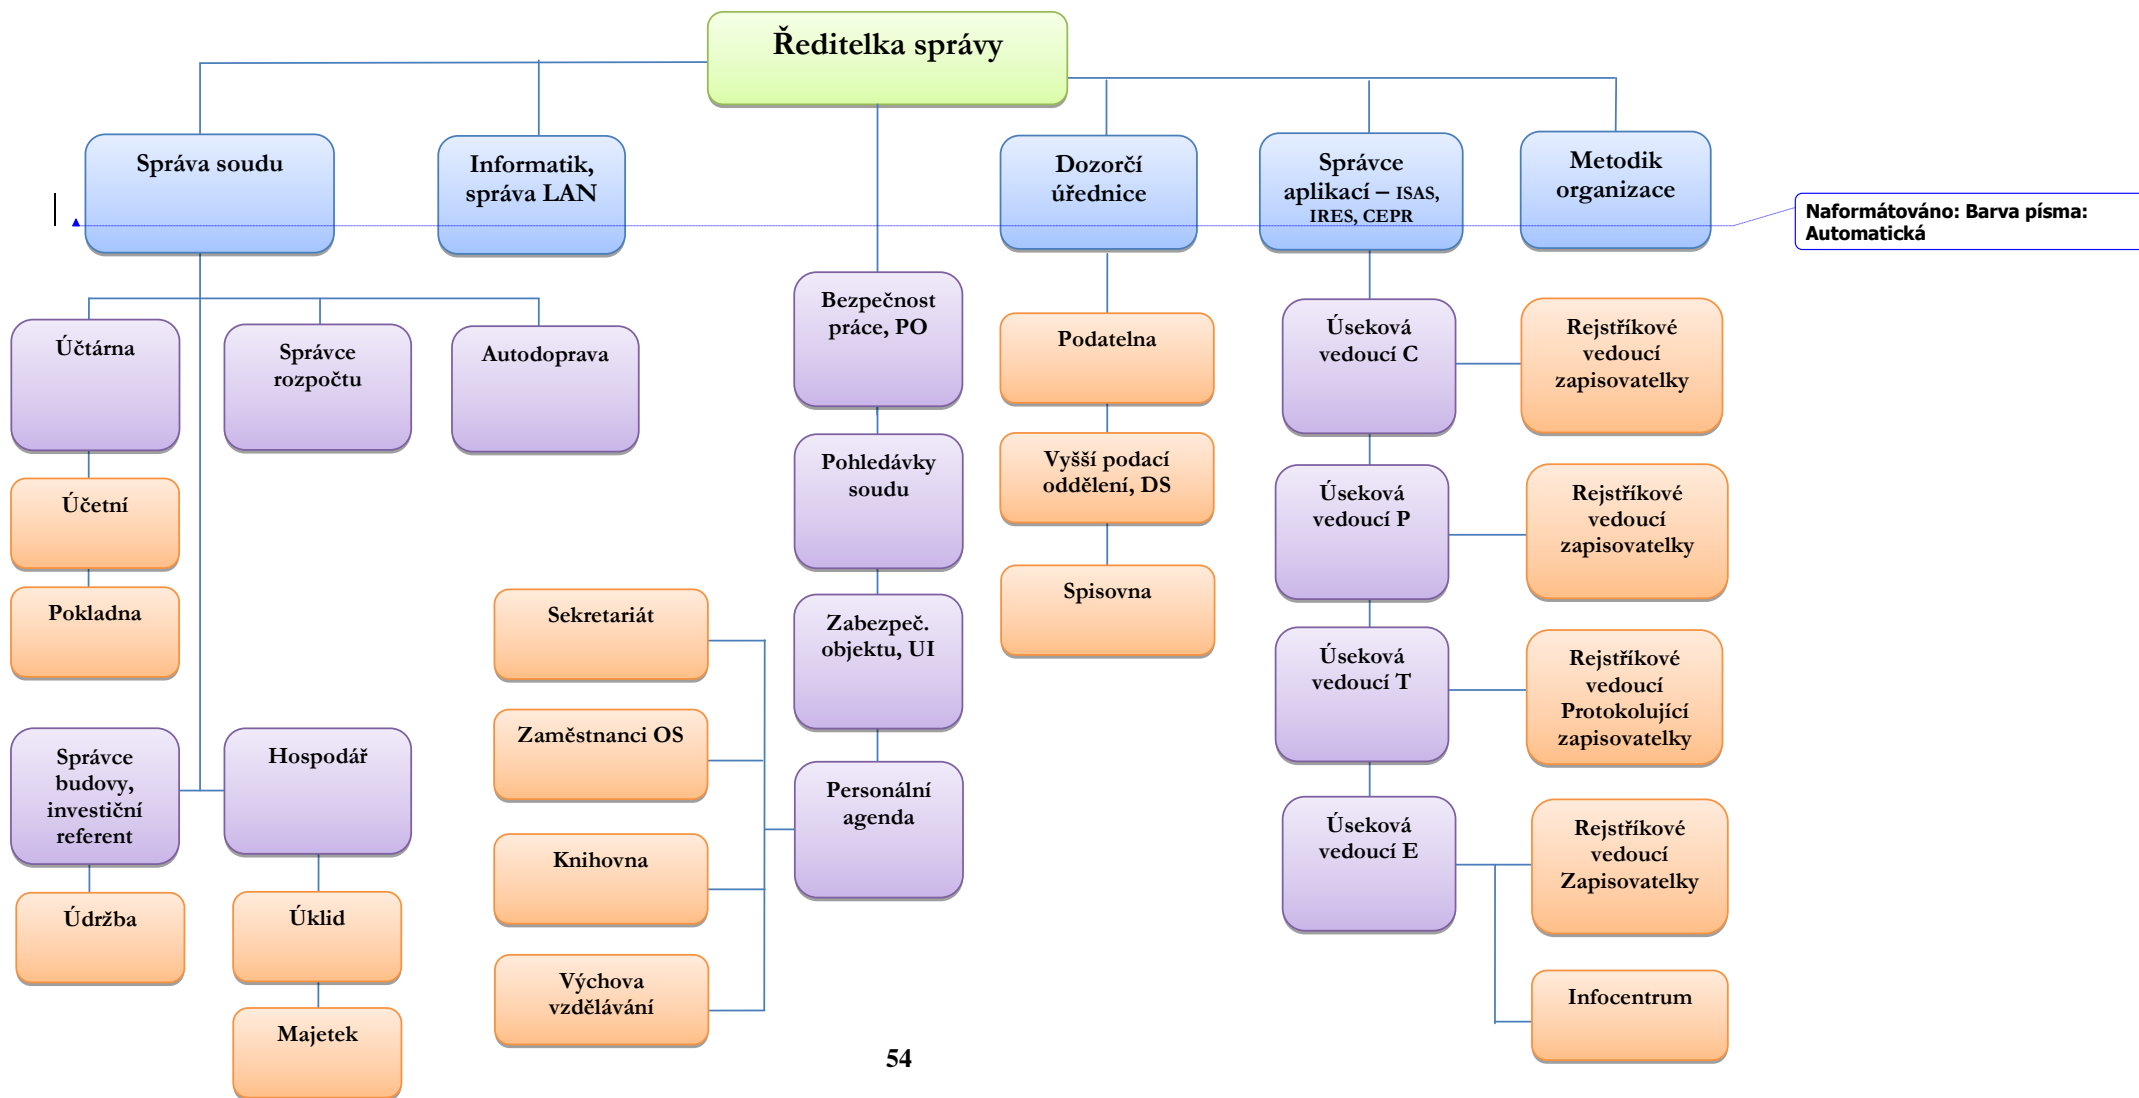 Ředitelka správy
Správa soudu
Informatik,
správa LAN
Dozorčí
úřednice
Správce
aplikací – ISAS,
IRES, CEPR
Metodik
organizace
Naformátováno: Barva písma:
Automatická
Účtárna
Správce
rozpočtu
Autodoprava
Účetní
Pokladna
Správce
budovy,
investiční
referent
Hospodář
Údržba
Úklid
Majetek
Bezpečnost
práce, PO
Pohledávky
soudu
Zabezpeč.
objektu, UI
Personální
agenda
Sekretariát
Zaměstnanci OS
Knihovna
Výchova
vzdělávání
Podatelna
Vyšší podací
oddělení, DS
Spisovna
Úseková
vedoucí C
Rejstříkové
vedoucí
zapisovatelky
Úseková
vedoucí P
Rejstříkové
vedoucí
zapisovatelky
Úseková
vedoucí T
Rejstříkové
vedoucí
Protokolující
zapisovatelky
Úseková
vedoucí E
Rejstříkové
vedoucí
Zapisovatelky
Infocentrum
54